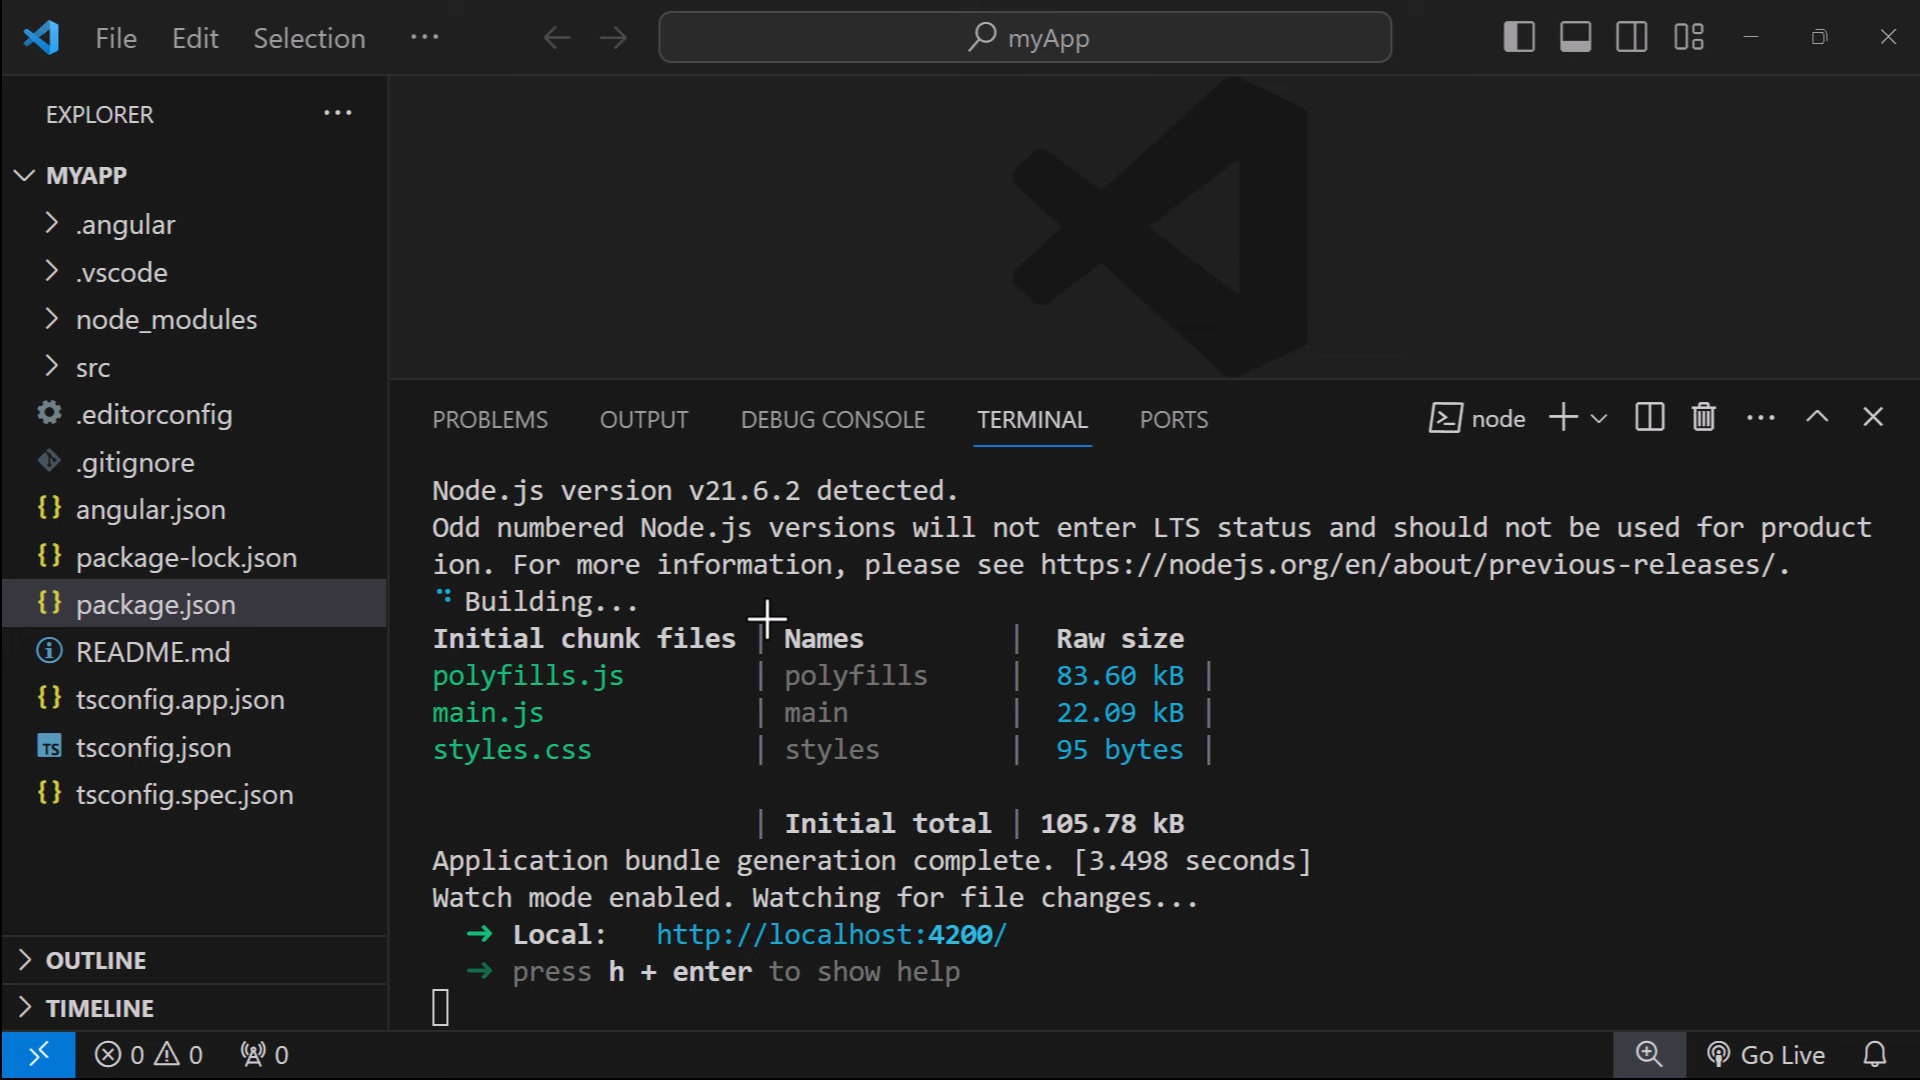 File Edit Selection ··· myApp
EXPLORER ···
MYAPP
.angular
.vscode
node_modules
src
.editorconfig
.gitignore
angular.json
package-lock.json
package.json
README.md
tsconfig.app.json
TS tsconfig.json
tsconfig.spec.json
OUTLINE
TIMELINE
PROBLEMS OUTPUT DEBUG CONSOLE TERMINAL PORTS node
Node.js version v21.6.2 detected.
Odd numbered Node.js versions will not enter LTS status and should not be used for product
ion. For more information, please see https://nodejs.org/en/about/previous-releases/.
Building...
Initial chunk files | Names | Raw size
polyfills.js | polyfills | 83.60 kB |
main.js | main | 22.09 kB |
styles.css | styles | 95 bytes |
| Initial total | 105.78 kB
Application bundle generation complete. [3.498 seconds]
Watch mode enabled. Watching for file changes...
➜ Local: http://localhost:4200/
➜ press h + enter to show help
0 0 0 Go Live